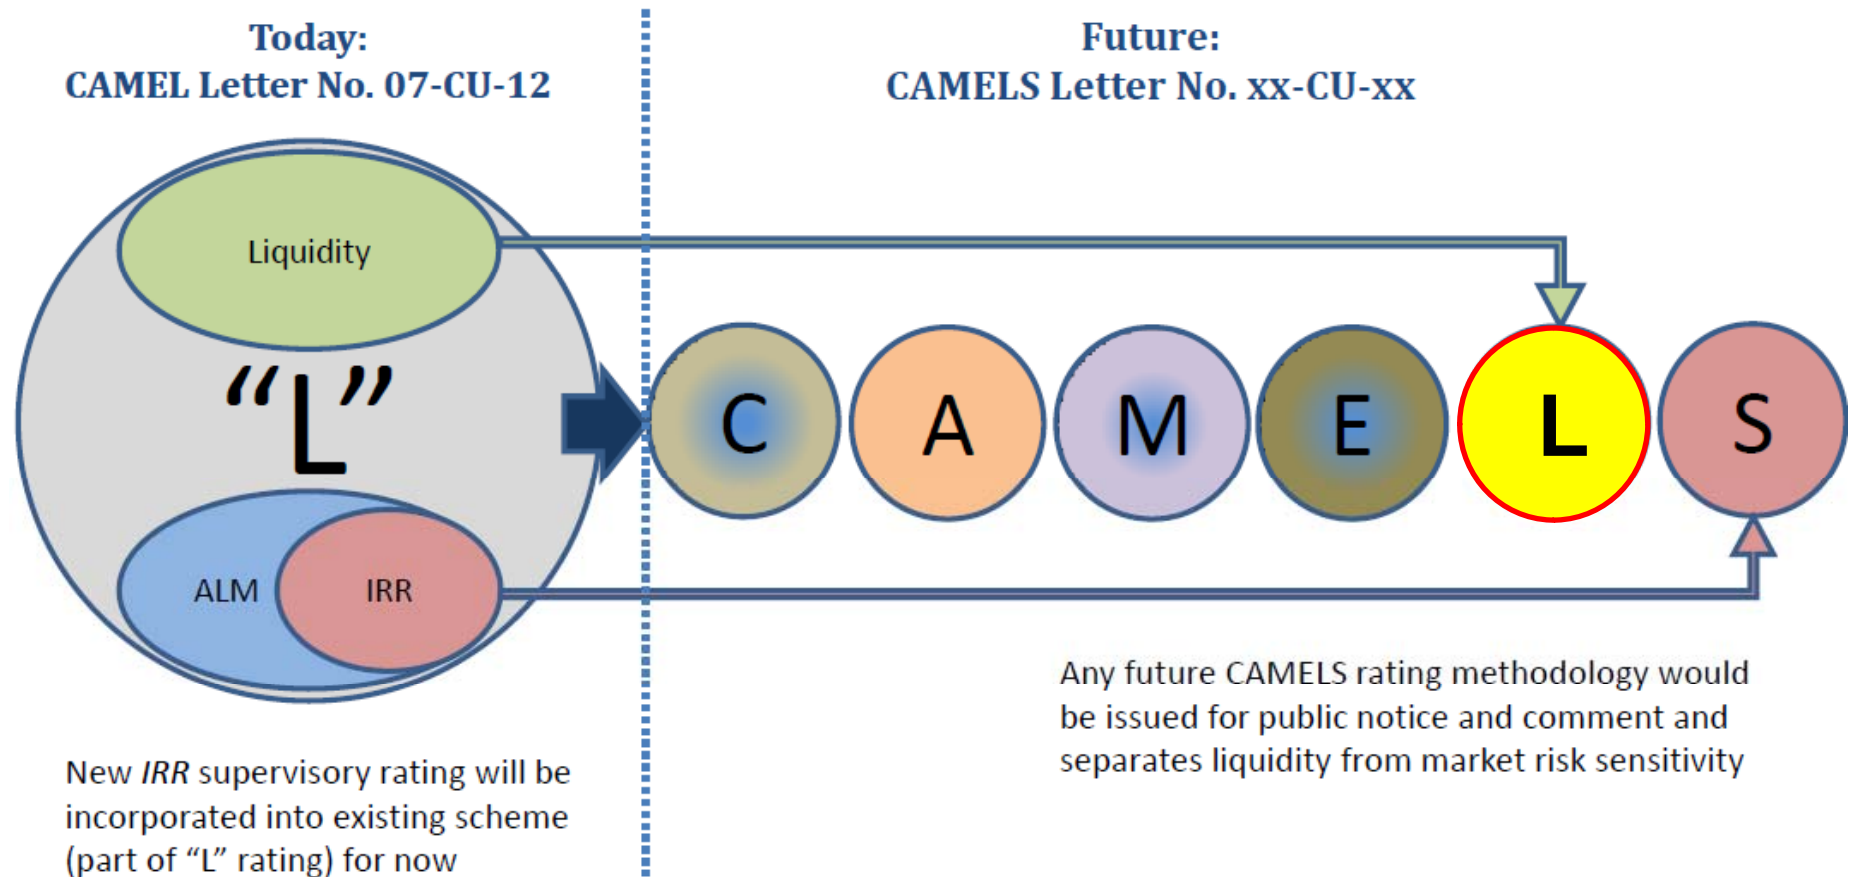 Today:
CAMEL Letter No. 07-CU-12
Liquidity
“L”
ALM
IRR
New IRR supervisory rating will be
incorporated into existing scheme
(part of “L” rating) for now
Future:
CAMELS Letter No. xx-CU-xx
C A M E L S
Any future CAMELS rating methodology would
be issued for public notice and comment and
separates liquidity from market risk sensitivity